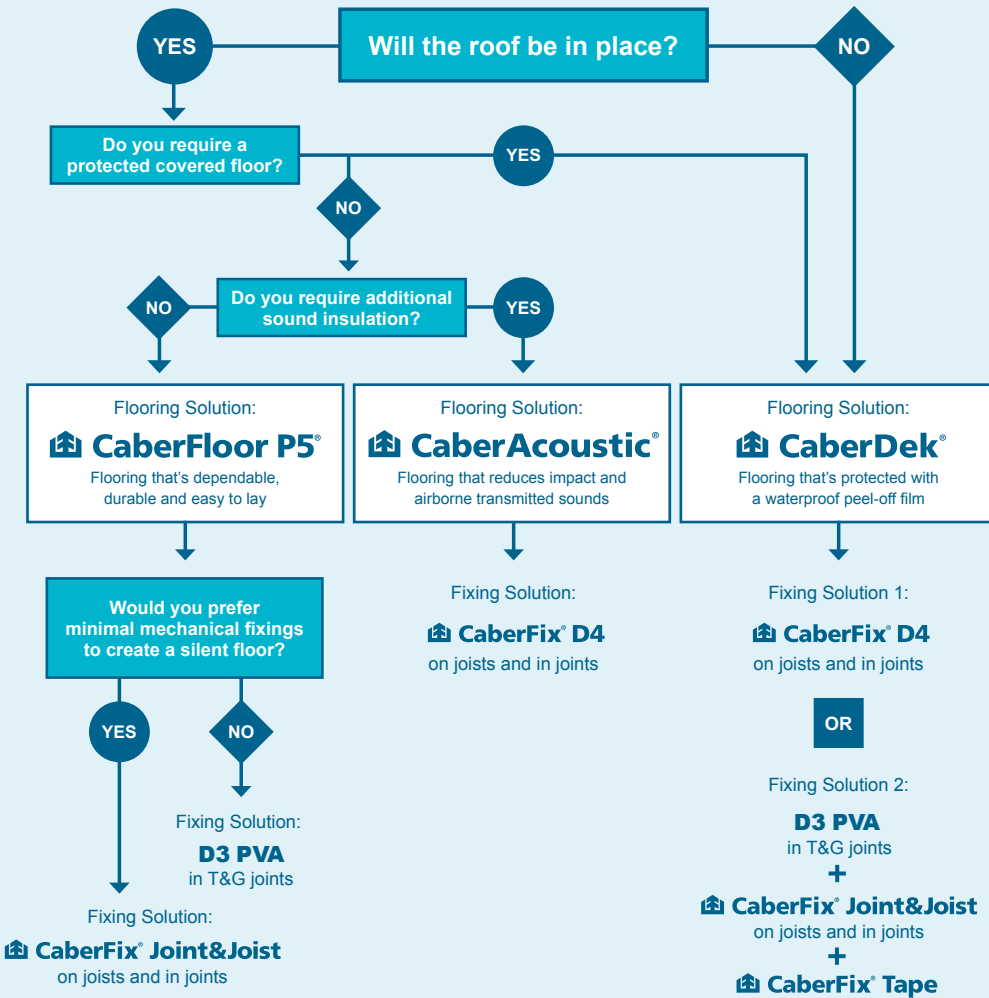 YES
Will the roof be in place?
NO
Do you require a
protected covered floor?
YES
NO
Do you require additional
sound insulation?
NO
YES
Flooring Solution:
CaberFloor P5®
Flooring that's dependable,
durable and easy to lay
Flooring Solution:
CaberAcoustic®
Flooring that reduces impact and
airborne transmitted sounds
Flooring Solution:
CaberDek®
Flooring that's protected with
a waterproof peel-off film
Would you prefer
minimal mechanical fixings
to create a silent floor?
YES
NO
Fixing Solution:
D3 PVA
in T&G joints
Fixing Solution:
CaberFix® Joint&Joist
on joists and in joints
Fixing Solution:
CaberFix® D4
on joists and in joints
Fixing Solution 1:
CaberFix® D4
on joists and in joints
OR
Fixing Solution 2:
D3 PVA
in T&G joints
+
CaberFix® Joint&Joist
on joists and in joints
+
CaberFix® Tape